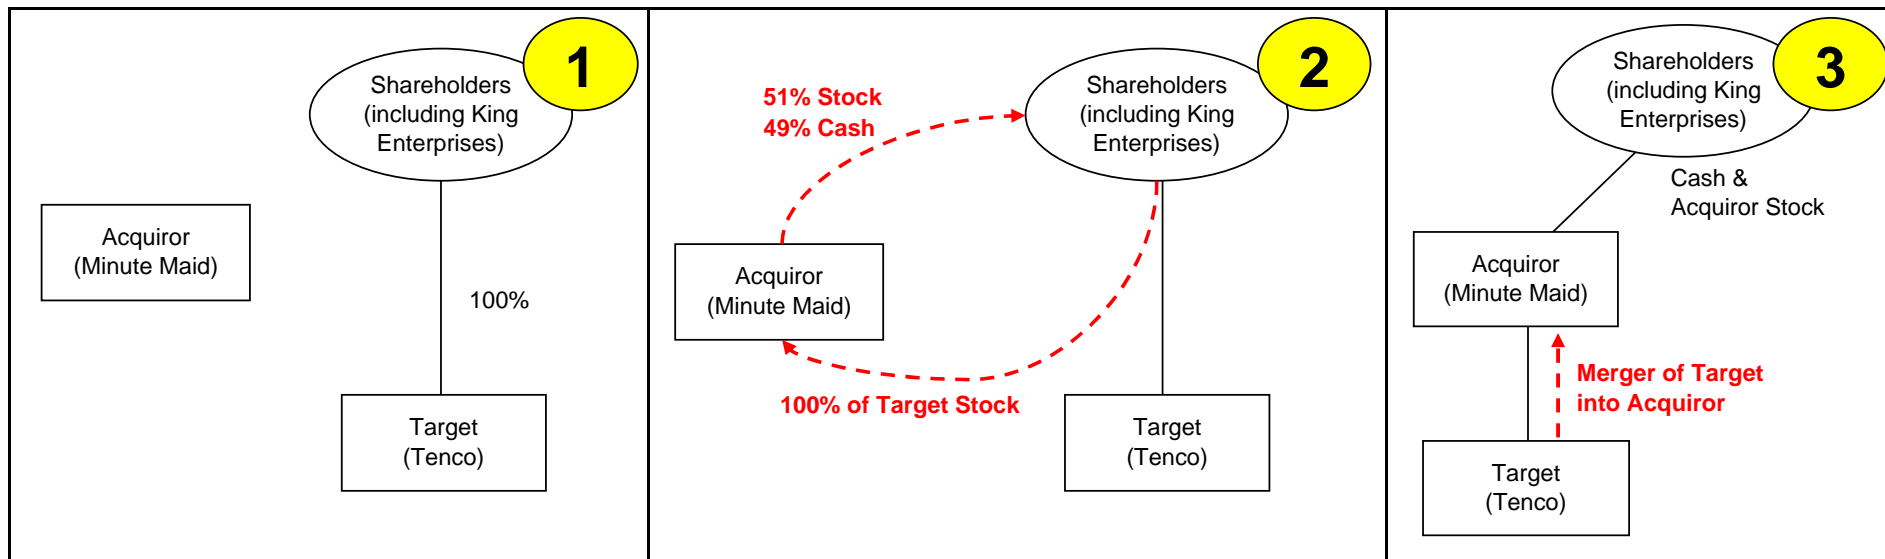 1
Shareholders
(including King
Enterprises)
Acquiror
(Minute Maid)
100%
Target
(Tenco)
2
51% Stock
49% Cash
Shareholders
(including King
Enterprises)
Acquiror
(Minute Maid)
100% of Target Stock
Target
(Tenco)
3
Shareholders
(including King
Enterprises)
Cash &
Acquiror Stock
Acquiror
(Minute Maid)
Merger of Target
into Acquiror
Target
(Tenco)